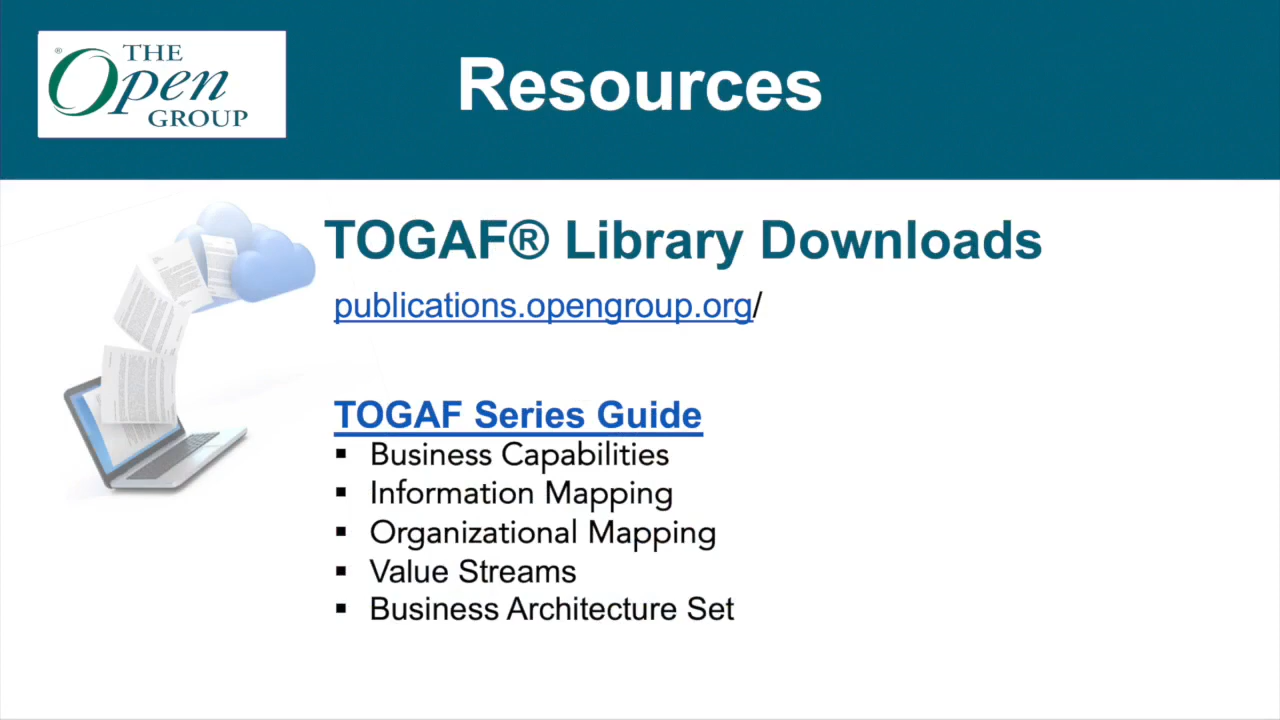 ® THE
Open
GROUP
Resources
TOGAF® Library Downloads
publications.opengroup.org/
TOGAF Series Guide
▪ Business Capabilities
▪ Information Mapping
▪ Organizational Mapping
▪ Value Streams
▪ Business Architecture Set